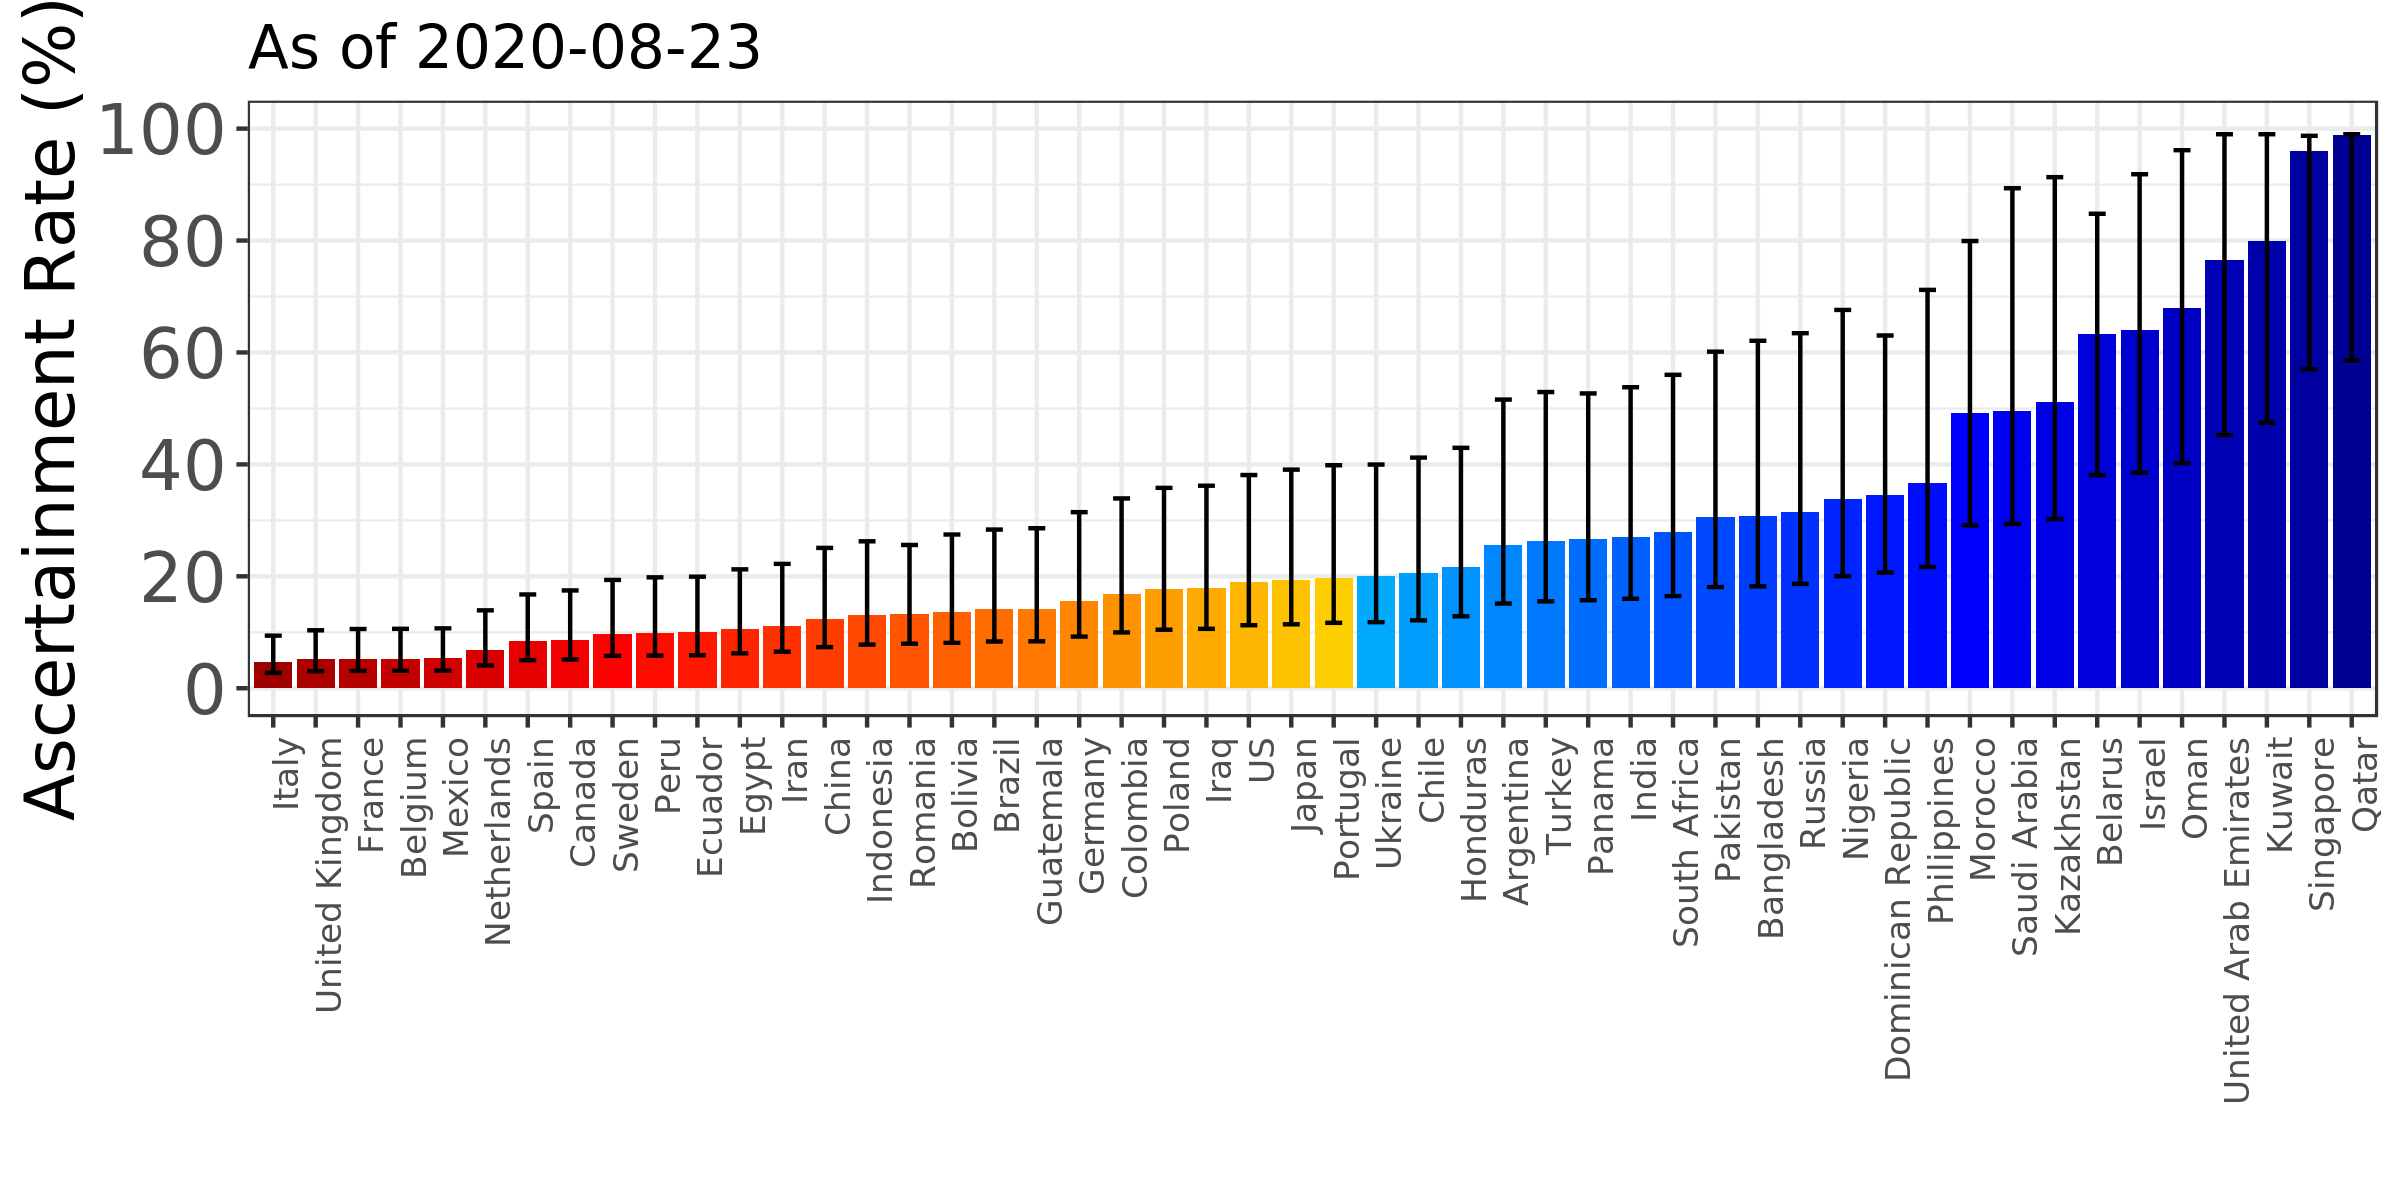 As of 2020-08-23
Ascertainment Rate (%)
100
80
60
40
20
0
Italy
United Kingdom
France
Belgium
Mexico
Netherlands
Spain
Canada
Sweden
Peru
Ecuador
Egypt
Iran
China
Indonesia
Romania
Bolivia
Brazil
Guatemala
Germany
Colombia
Poland
Iraq
US
Japan
Portugal
Ukraine
Chile
Honduras
Argentina
Turkey
Panama
India
South Africa
Pakistan
Bangladesh
Russia
Nigeria
Dominican Republic
Philippines
Morocco
Saudi Arabia
Kazakhstan
Belarus
Israel
Oman
United Arab Emirates
Kuwait
Singapore
Qatar